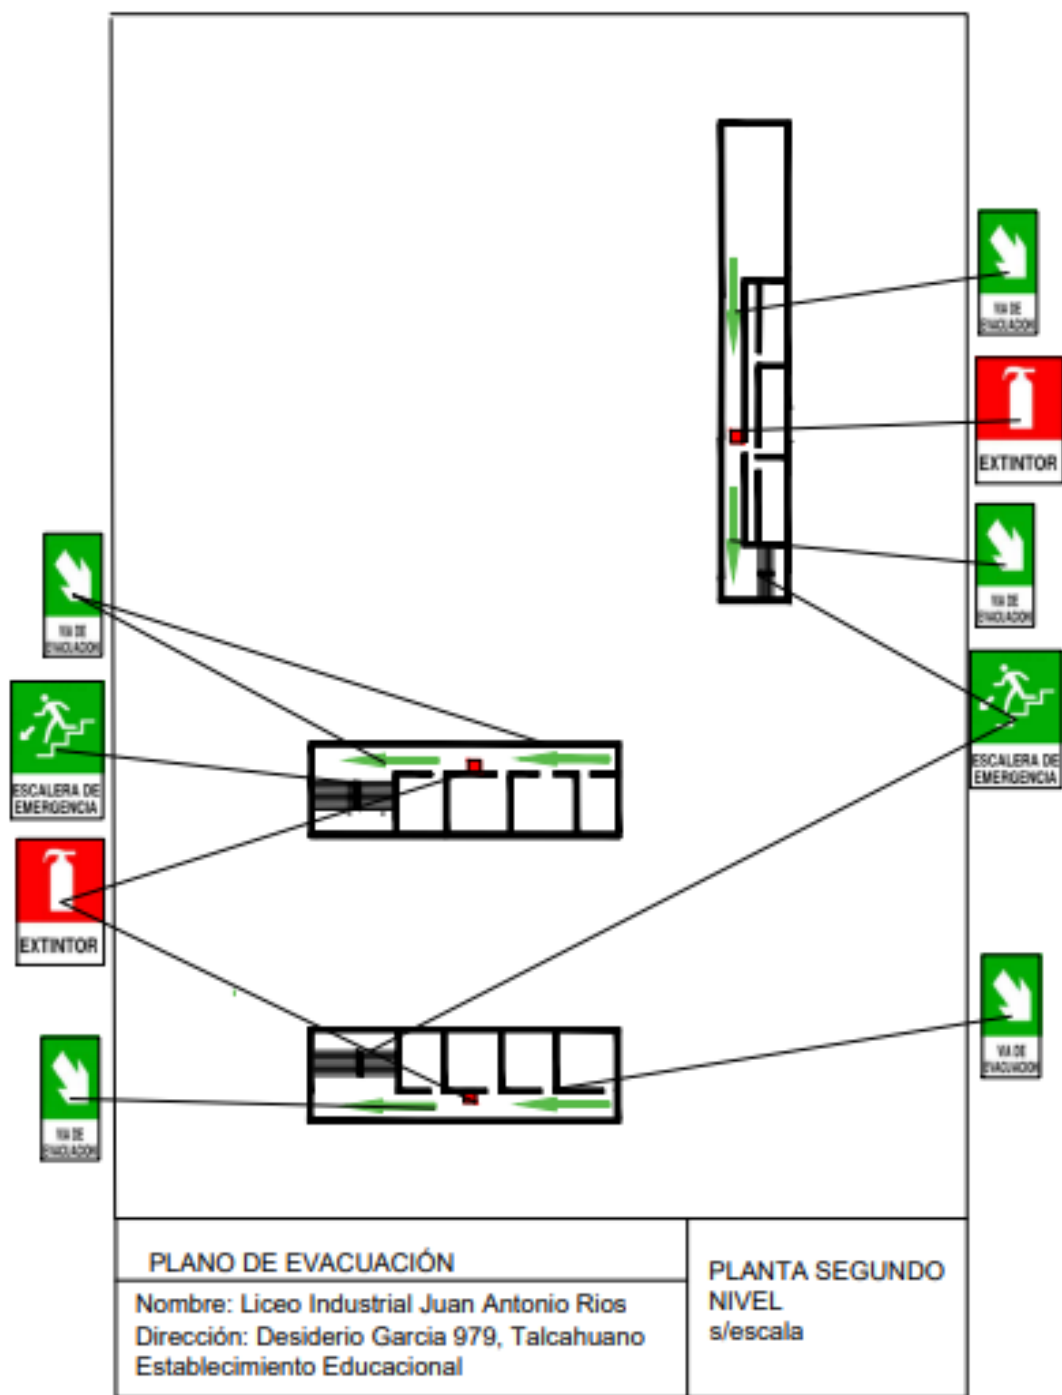 VIA DE
EVACUACION
EXTINTOR
VIA DE
EVACUACION
VIA DE
EVACUACION
ESCALERA DE
EMERGENCIA
ESCALERA DE
EMERGENCIA
EXTINTOR
VIA DE
EVACUACION
VIA DE
EVACUACION
PLANO DE EVACUACIÓN
Nombre: Liceo Industrial Juan Antonio Rios
Dirección: Desiderio Garcia 979, Talcahuano
Establecimiento Educacional
PLANTA SEGUNDO
NIVEL
s/escala